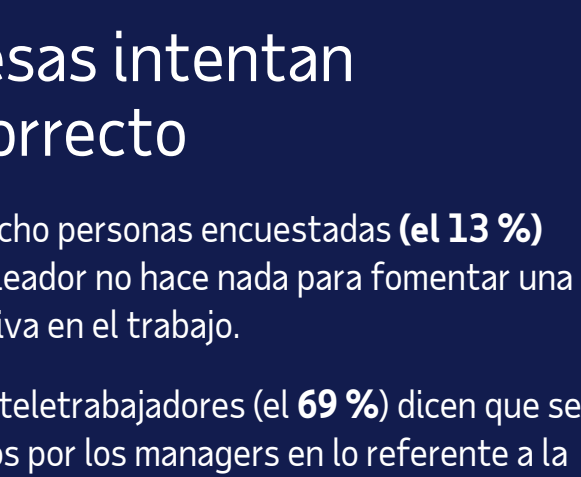 esas intentan
orrecto
cho personas encuestadas (el 13 %)
leador no hace nada para fomentar una
iva en el trabajo.
teletrabajadores (el 69 %) dicen que se
os por los managers en lo referente a la